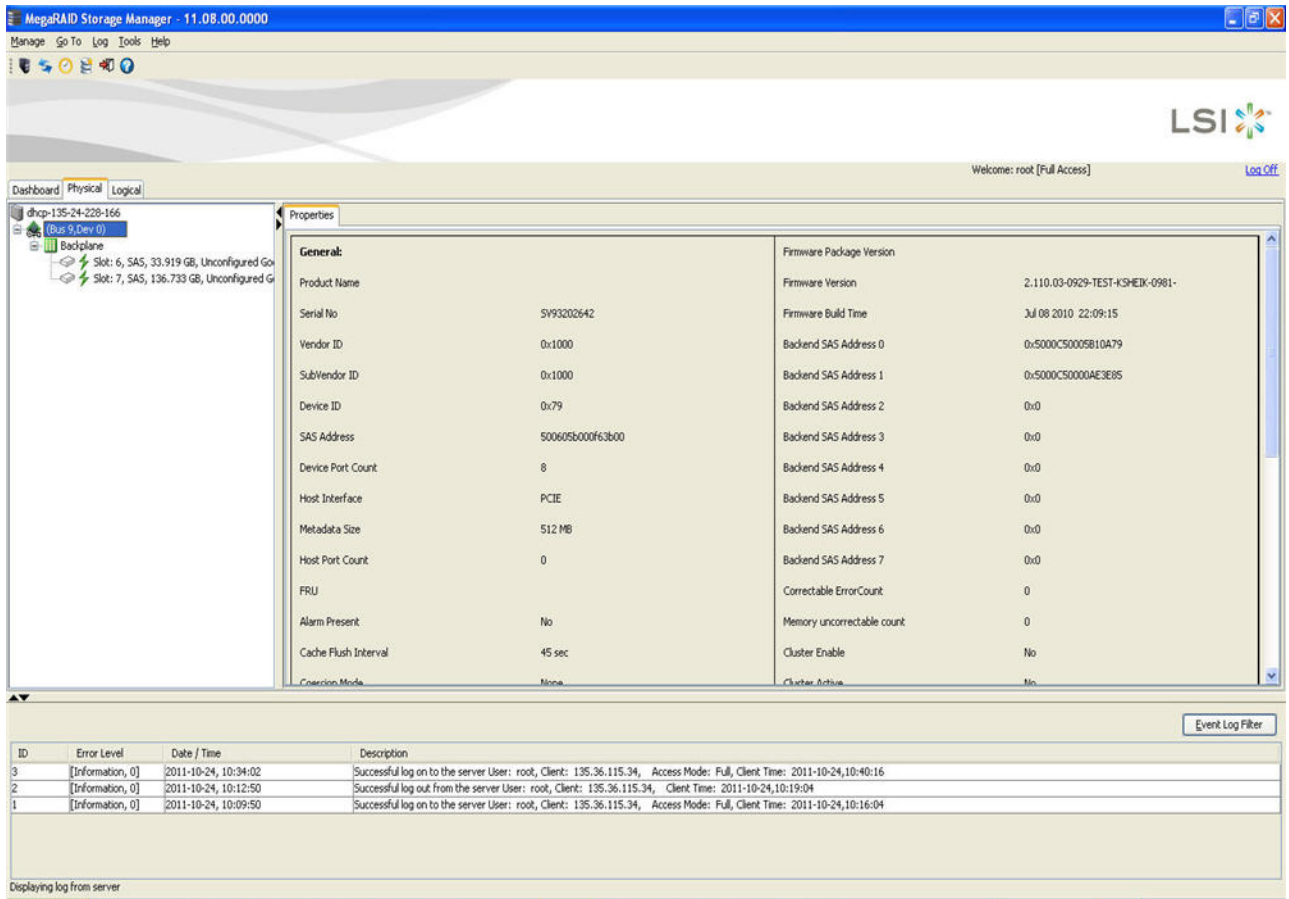 MegaRAID Storage Manager - 11.08.00.0000
Manage Go To Log Tools Help
LSI
Welcome: root [Full Access]
Log Off
Dashboard Physical Logical
dhcp-135-24-228-166
(Bus 9,Dev 0)
Backplane
Slot: 6, SAS, 33.919 GB, Unconfigured Go
Slot: 7, SAS, 136.733 GB, Unconfigured G
Properties
General:
Product Name
Serial No SV93202642
Vendor ID 0x1000
SubVendor ID 0x1000
Device ID 0x79
SAS Address 500605b000f63b00
Device Port Count 8
Host Interface PCIE
Metadata Size 512 MB
Host Port Count 0
FRU
Alarm Present No
Cache Flush Interval 45 sec
Coercion Mode None
Firmware Package Version
Firmware Version 2.110.03-0929-TEST-KSHEIK-0981-
Firmware Build Time Jul 08 2010 22:09:15
Backend SAS Address 0 0x5000C50005B10A79
Backend SAS Address 1 0x5000C50000AE3E85
Backend SAS Address 2 0x0
Backend SAS Address 3 0x0
Backend SAS Address 4 0x0
Backend SAS Address 5 0x0
Backend SAS Address 6 0x0
Backend SAS Address 7 0x0
Correctable ErrorCount 0
Memory uncorrectable count 0
Cluster Enable No
Cluster Active No
Event Log Filter
ID Error Level Date / Time Description
3 [Information, 0] 2011-10-24, 10:34:02 Successful log on to the server User: root, Client: 135.36.115.34, Access Mode: Full, Client Time: 2011-10-24,10:40:16
2 [Information, 0] 2011-10-24, 10:12:50 Successful log out from the server User: root, Client: 135.36.115.34, Client Time: 2011-10-24,10:19:04
1 [Information, 0] 2011-10-24, 10:09:50 Successful log on to the server User: root, Client: 135.36.115.34, Access Mode: Full, Client Time: 2011-10-24,10:16:04
Displaying log from server